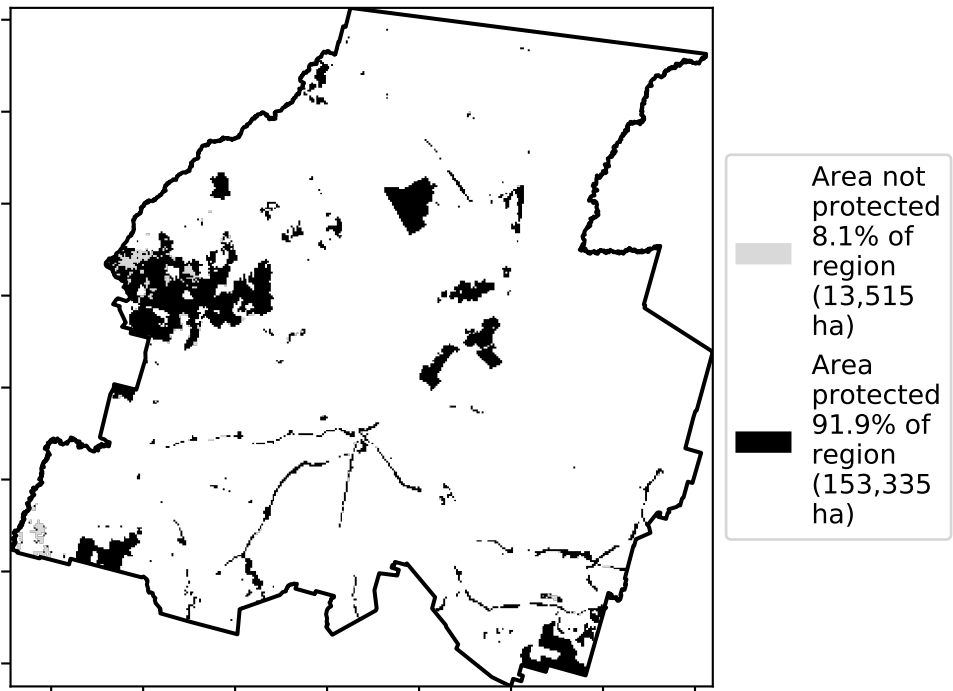 Area not
protected
8.1% of
region
(13,515
ha)
Area
protected
91.9% of
region
(153,335
ha)